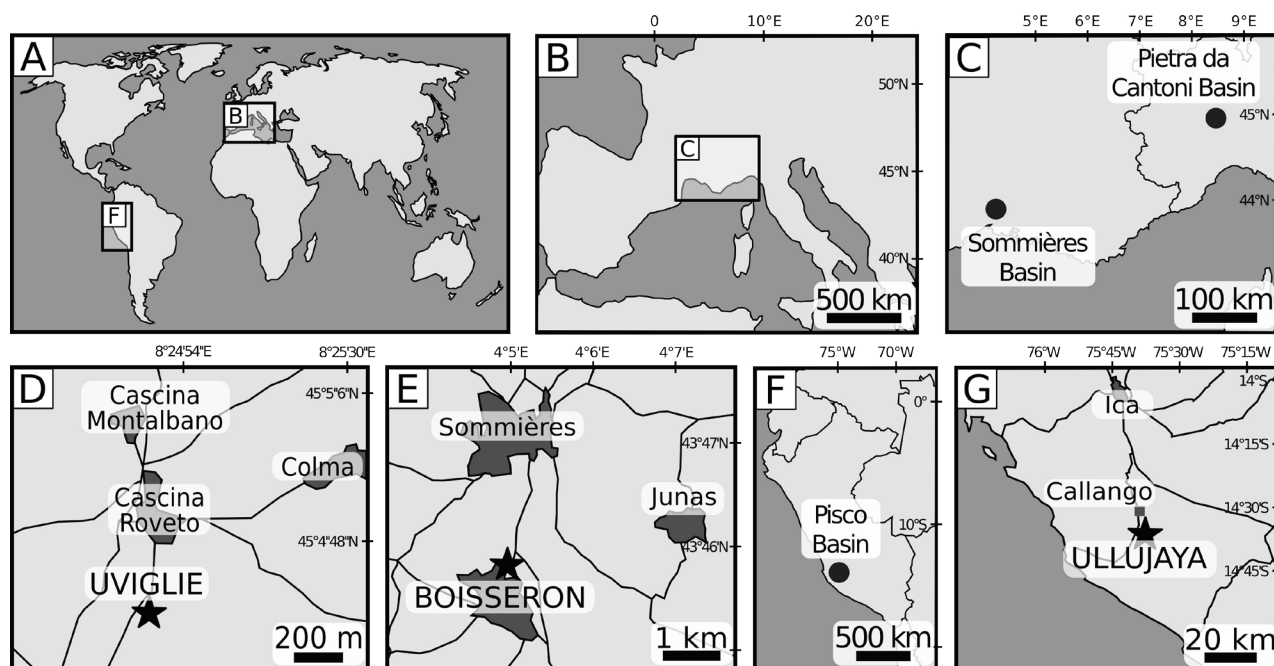 A
B
F
0°
10°E
20°E
B
50°N
45°N
40°N
C
500 km
5°E
6°E
7°E
8°E
9°E
C
Pietra da
Cantoni Basin
45°N
44°N
Sommières
Basin
100 km
8°24'54"E
8°25'30"E
D
Cascina
Montalbano
45°5'6"N
Colma
Cascina
Roveto
45°4'48"N
UVIGLIE
200 m
4°5'E
4°6'E
4°7'E
E
Sommières
43°47'N
Junas
43°46'N
BOISSERON
1 km
75°W
70°W
F
0°
10°S
Pisco
Basin
500 km
76°W
75°45'W
75°30'W
75°15'W
G
14°S
Ica
14°15'S
Callango
14°30'S
ULLUJAYA
14°45'S
20 km